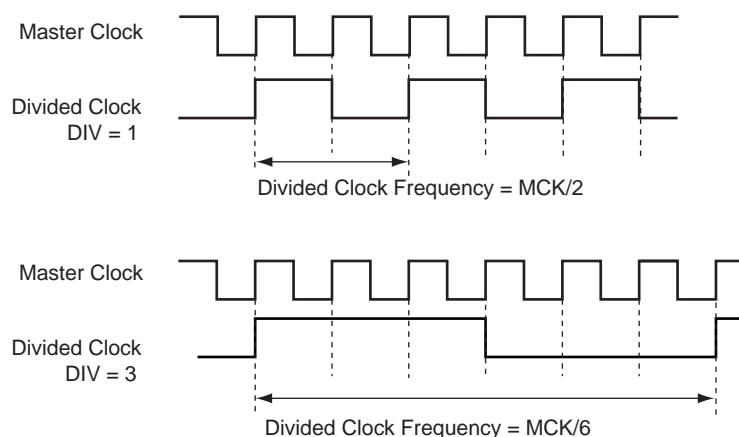 Master Clock
Divided Clock
DIV = 1
Divided Clock Frequency = MCK/2
Master Clock
Divided Clock
DIV = 3
Divided Clock Frequency = MCK/6